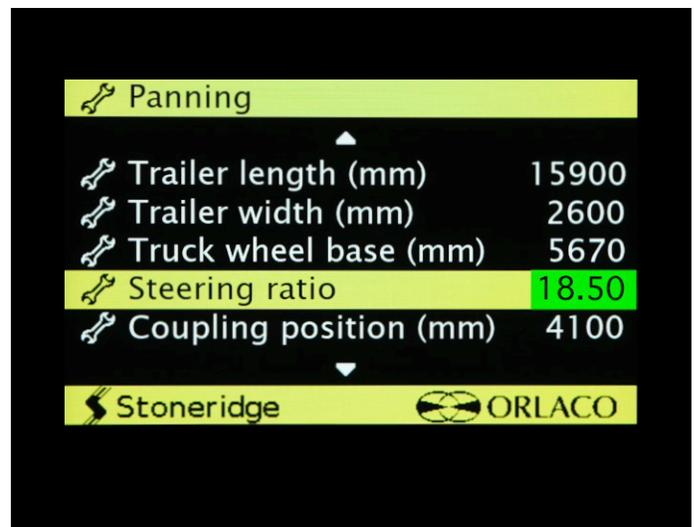 Panning
Trailer length (mm) 15900
Trailer width (mm) 2600
Truck wheel base (mm) 5670
Steering ratio 18.50
Coupling position (mm) 4100
Stoneridge ORLACO